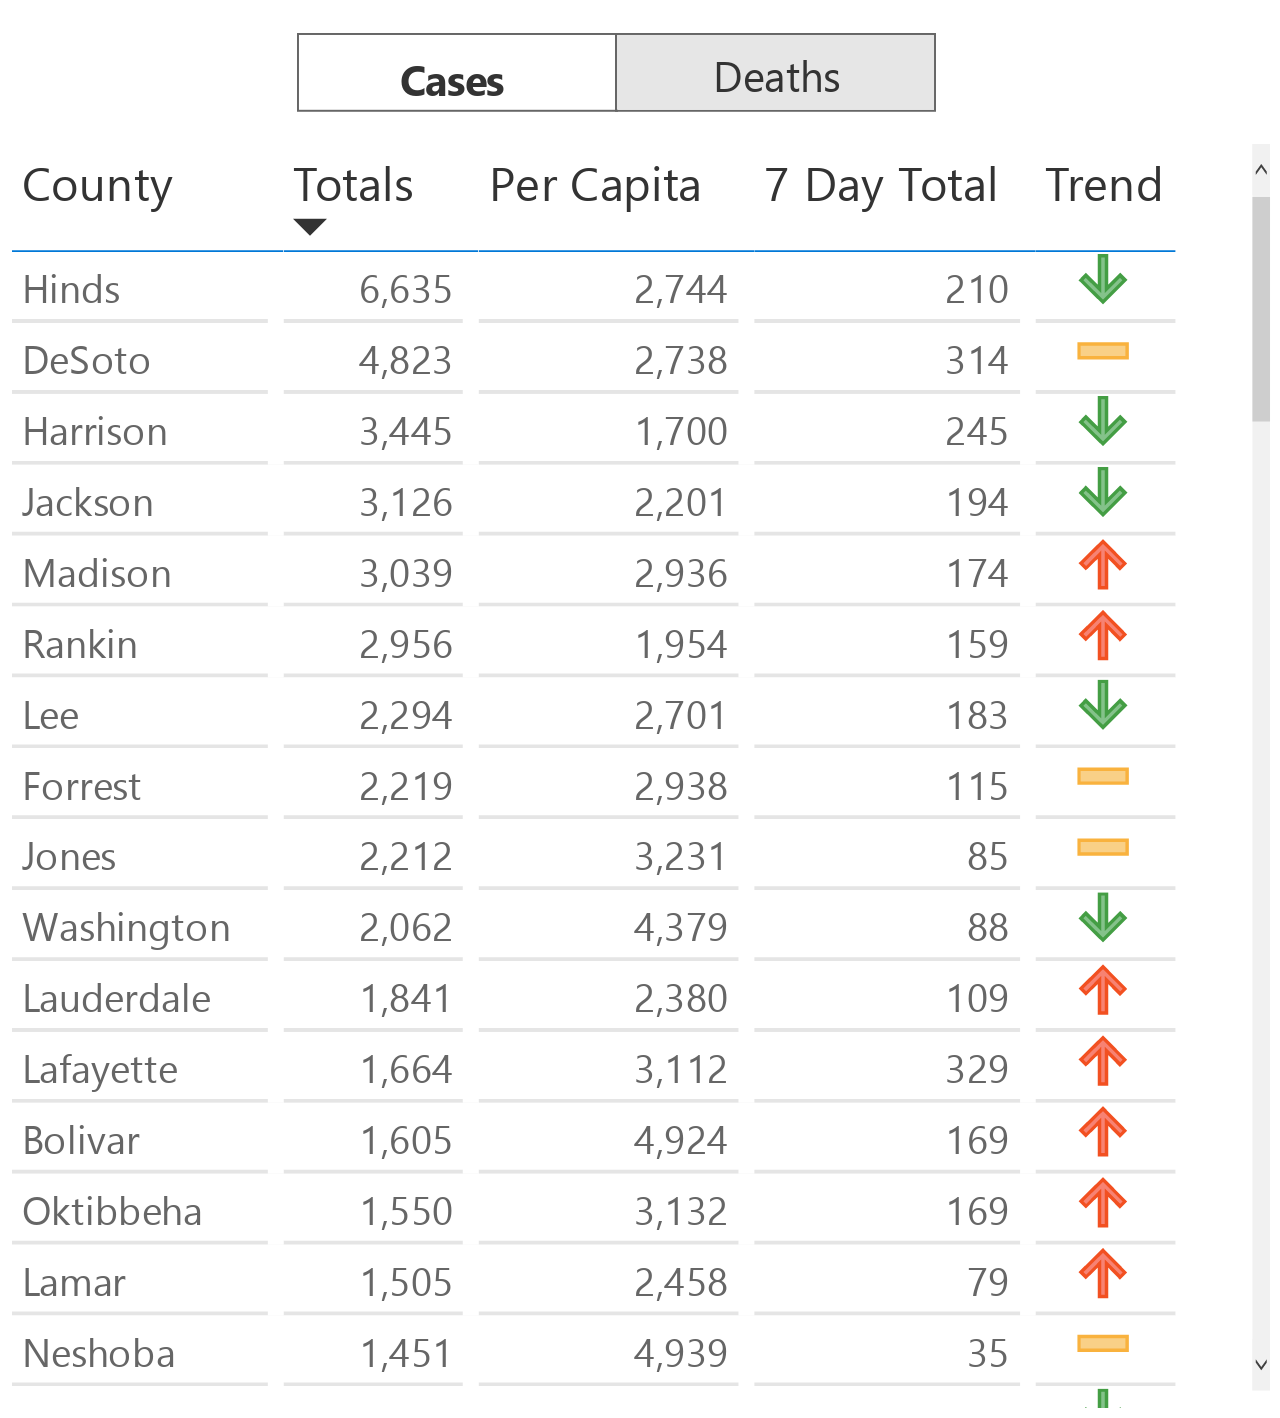 Cases Deaths
County Totals Per Capita 7 Day Total Trend
Hinds 6,635 2,744 210
DeSoto 4,823 2,738 314
Harrison 3,445 1,700 245
Jackson 3,126 2,201 194
Madison 3,039 2,936 174
Rankin 2,956 1,954 159
Lee 2,294 2,701 183
Forrest 2,219 2,938 115
Jones 2,212 3,231 85
Washington 2,062 4,379 88
Lauderdale 1,841 2,380 109
Lafayette 1,664 3,112 329
Bolivar 1,605 4,924 169
Oktibbeha 1,550 3,132 169
Lamar 1,505 2,458 79
Neshoba 1,451 4,939 35